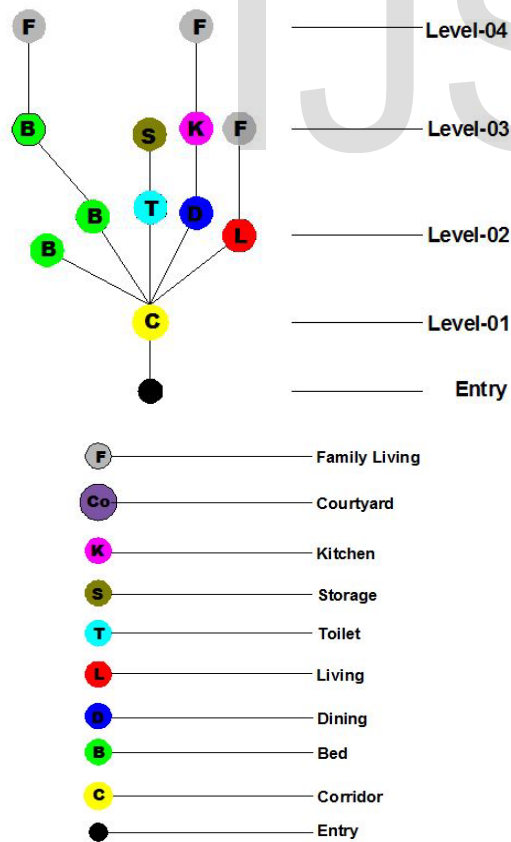 F F Level-04
B S K F Level-03
B T D
B L Level-02
C Level-01
Entry
F Family Living
Co Courtyard
K Kitchen
S Storage
T Toilet
L Living
D Dining
B Bed
C Corridor
Entry
IJS